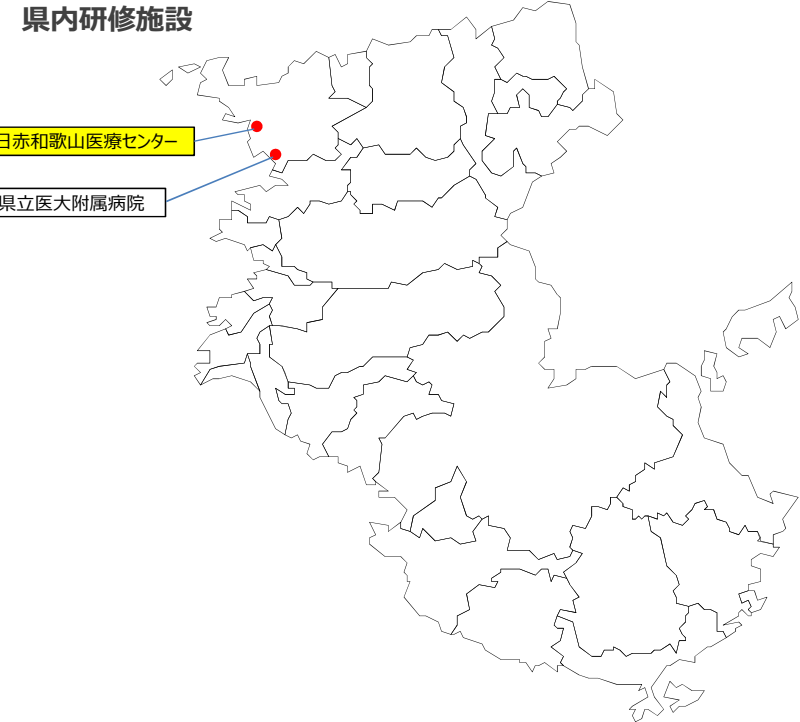 県内研修施設
日赤和歌山医療センター
県立医大附属病院